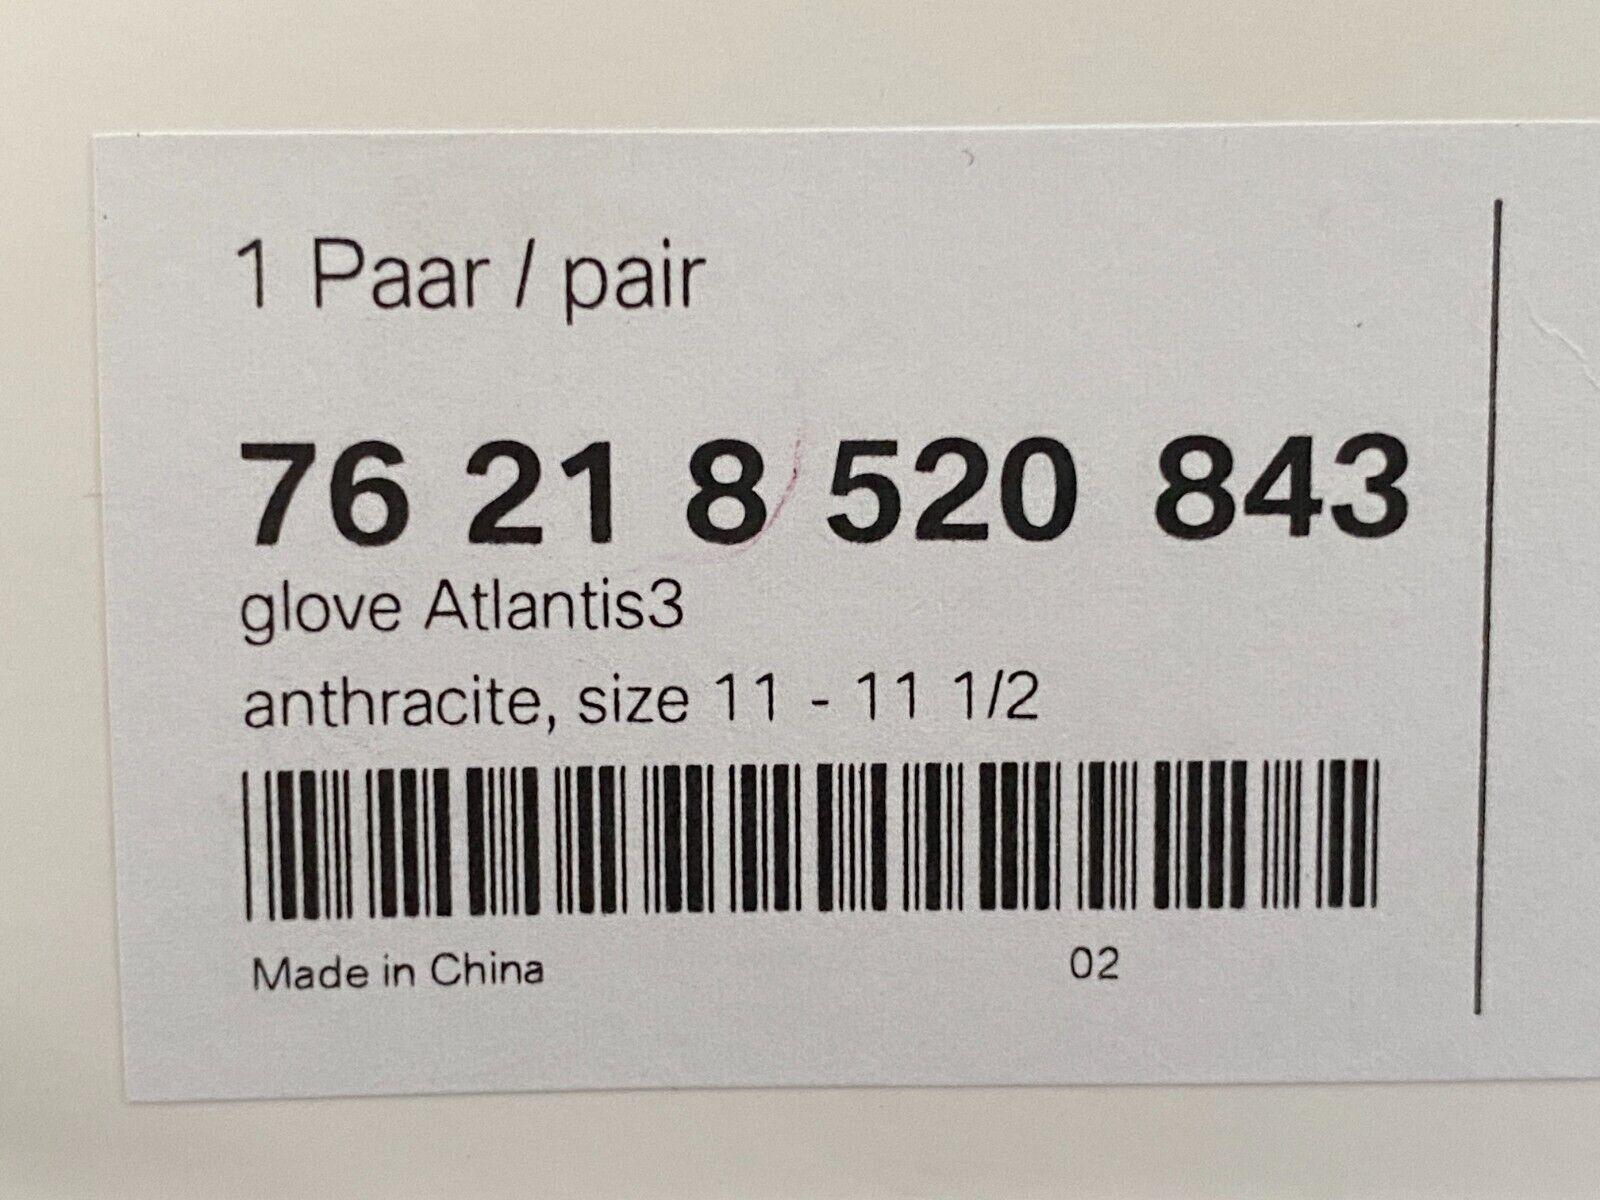 1 Paar / pair
76 21 8 520 843
glove Atlantis3
anthracite, size 11 - 11 1/2
Made in China 02